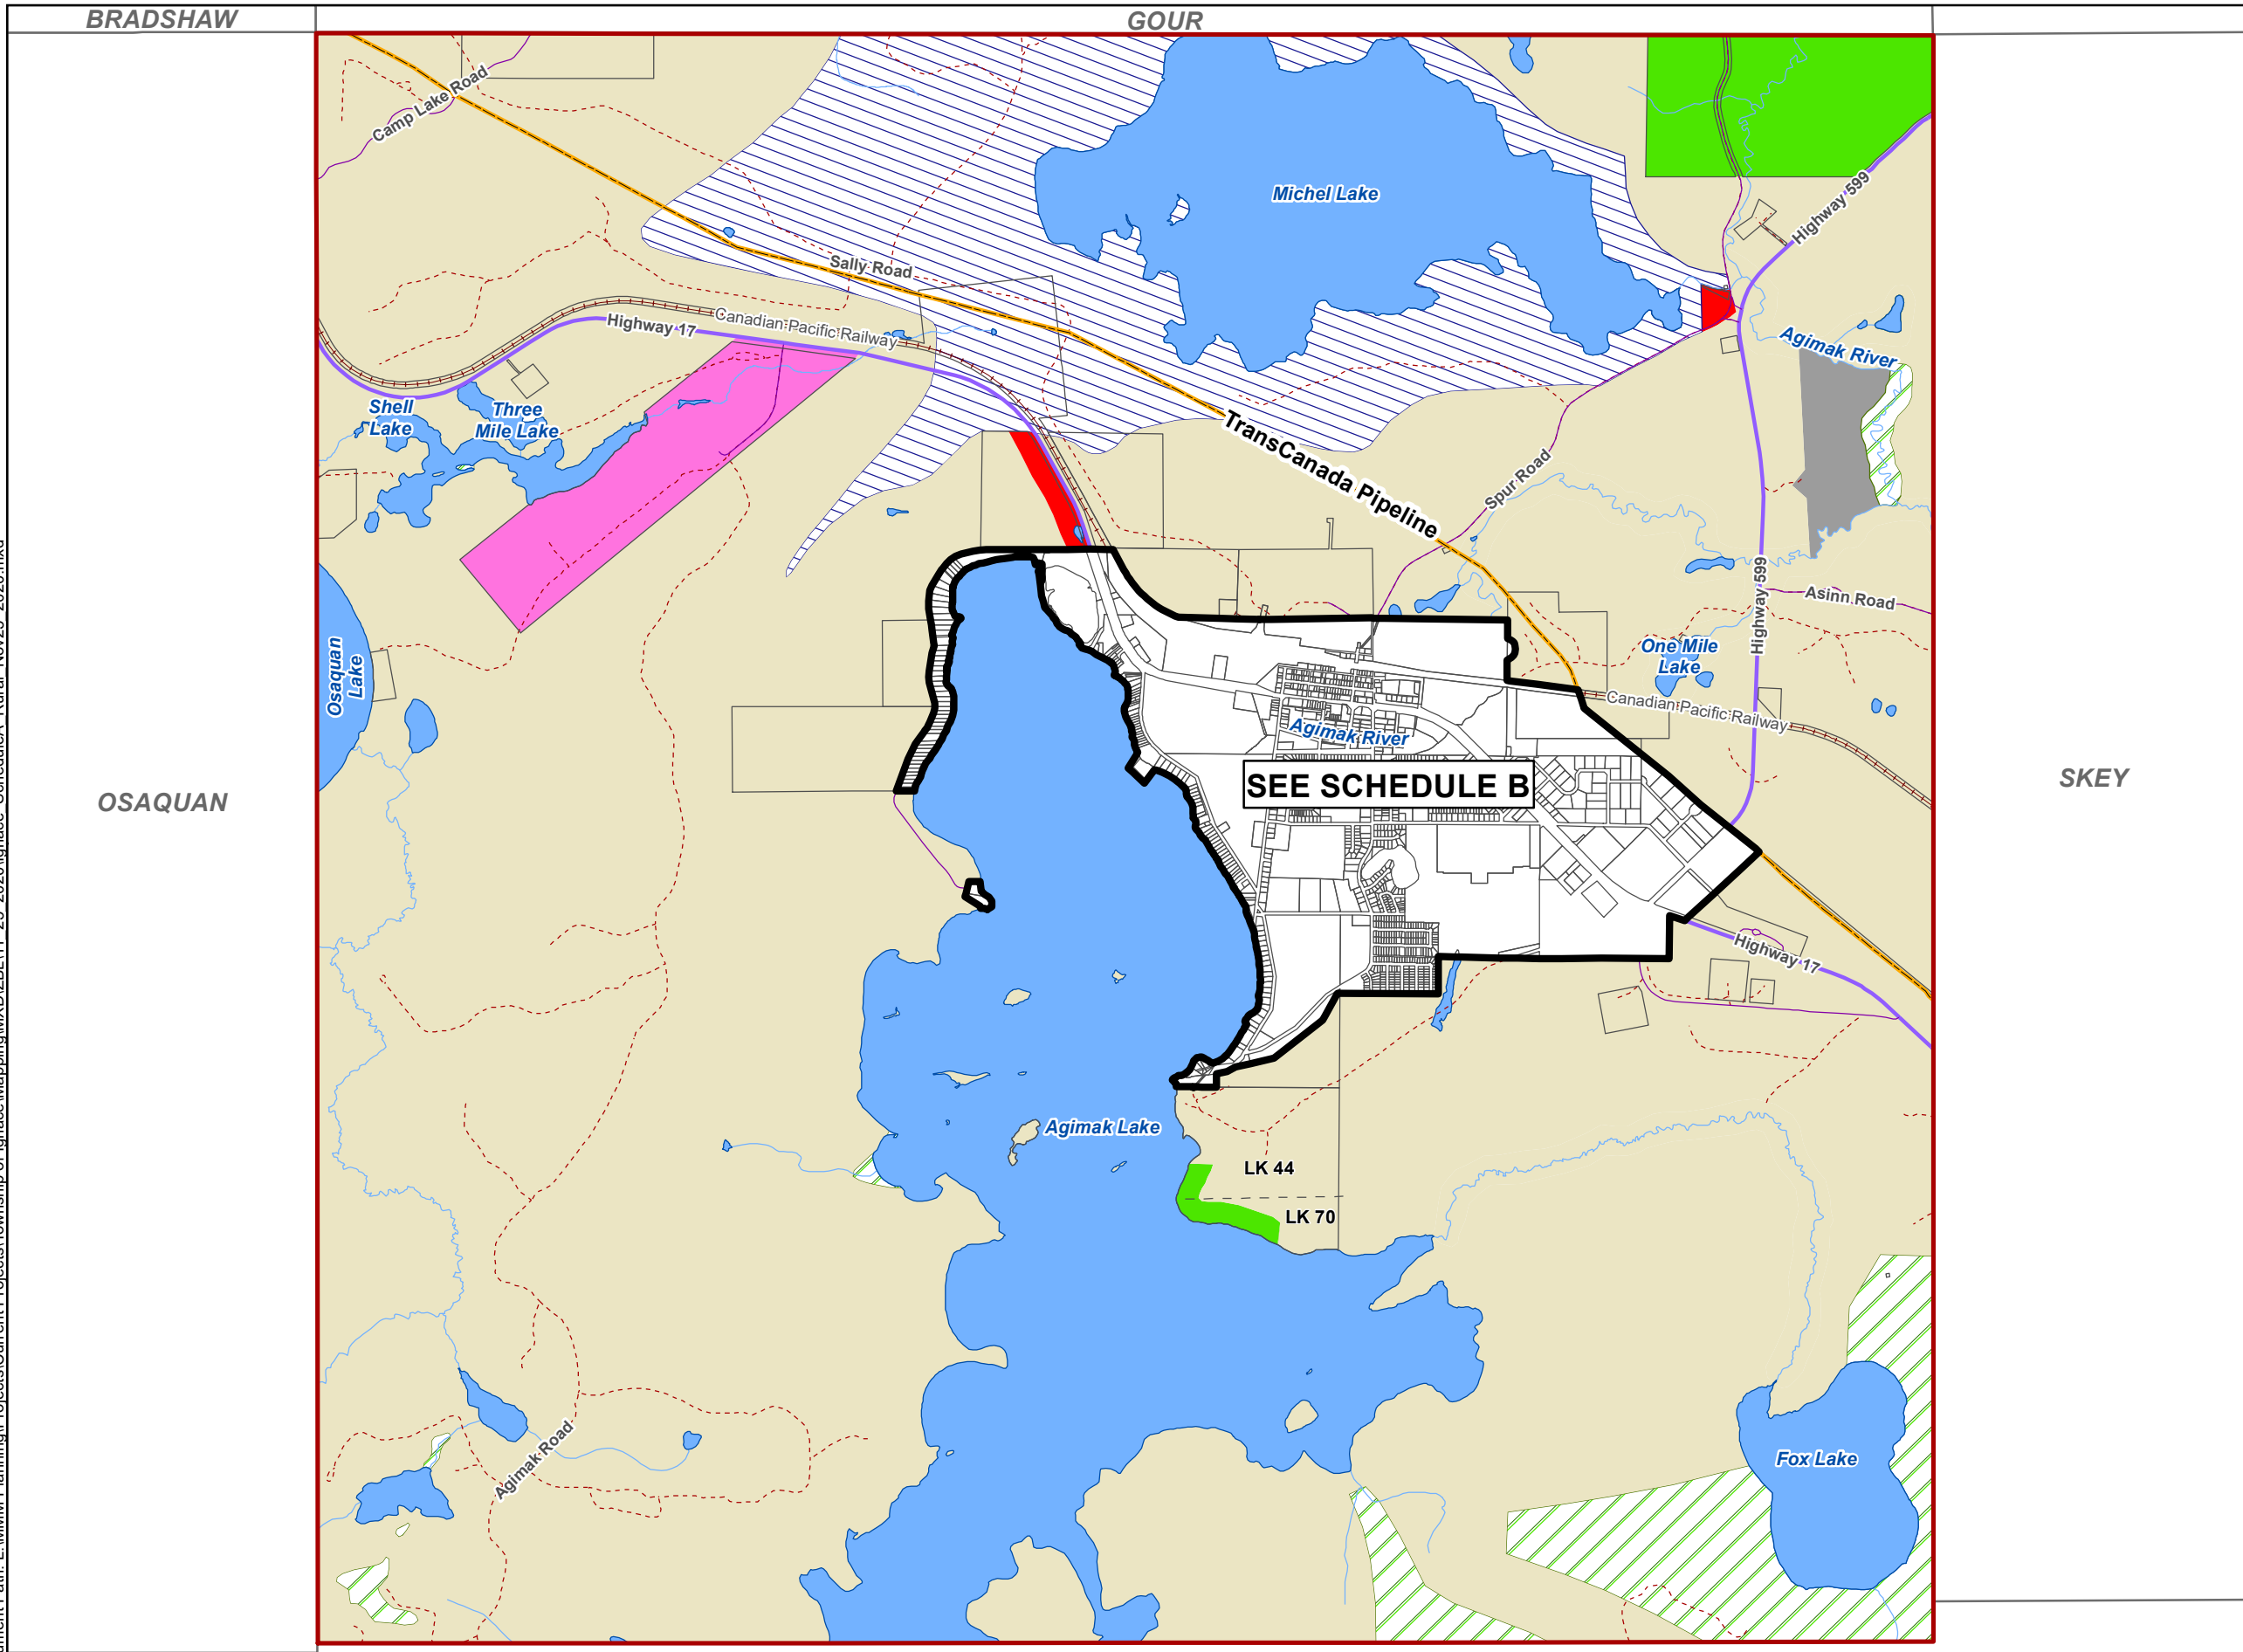 BRADSHAW
GOUR
Camp Lake Road
Michel Lake
Highway 599
Sally Road
Canadian Pacific Railway
Highway 17
Agimak River
Shell
Lake
Three
Mile Lake
TransCanada Pipeline
Spur Road
Highway 599
Asinn Road
Osaquan
Lake
One Mile
Lake
Canadian Pacific Railway
Agimak River
SEE SCHEDULE B
OSAQUAN
SKEY
Highway 17
Agimak Lake
LK 44
LK 70
Agimak Road
Fox Lake